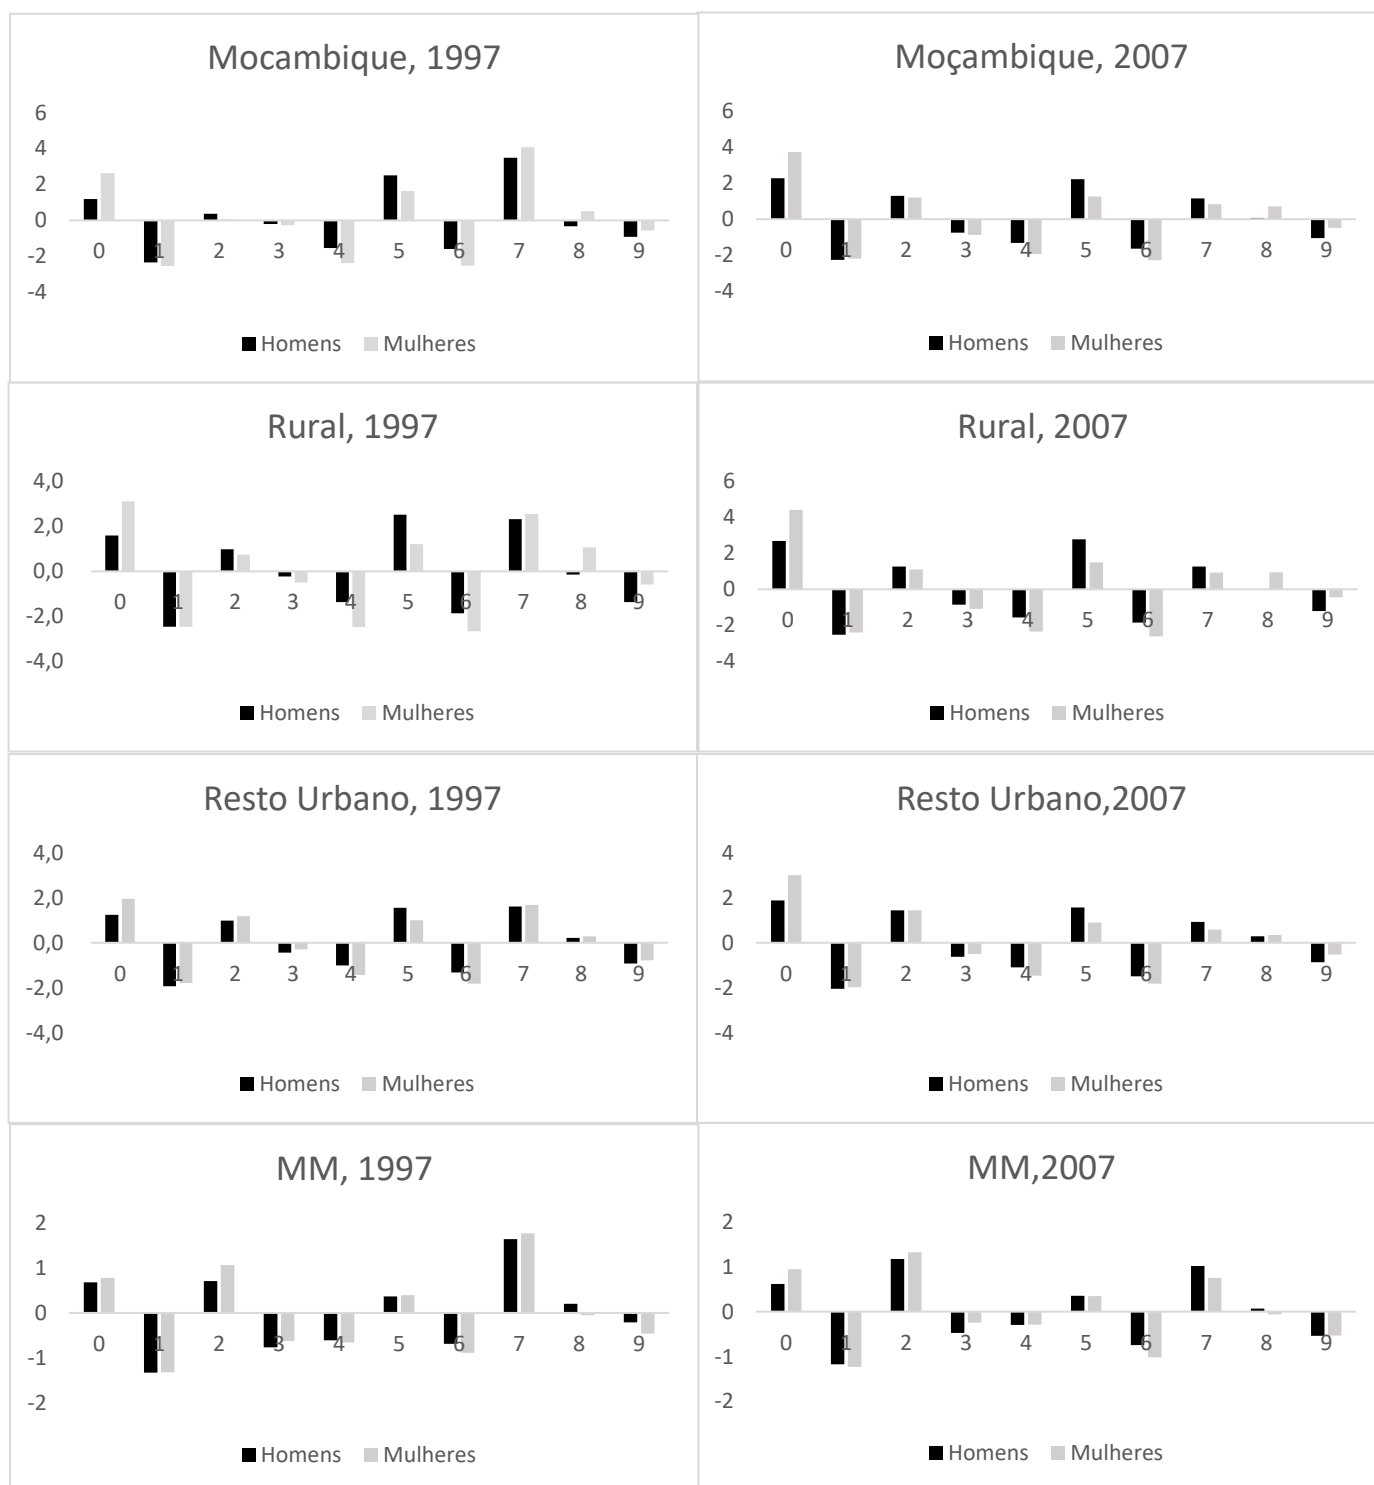 Mocambique, 1997
6
4
2
0
-2
-4
0 1 2 3 4 5 6 7 8 9
Homens Mulheres
Moçambique, 2007
6
4
2
0
-2
-4
0 1 2 3 4 5 6 7 8 9
Homens Mulheres
Rural, 1997
4,0
2,0
0,0
-2,0
-4,0
0 1 2 3 4 5 6 7 8 9
Homens Mulheres
Rural, 2007
6
4
2
0
-2
-4
0 1 2 3 4 5 6 7 8 9
Homens Mulheres
Resto Urbano, 1997
4,0
2,0
0,0
-2,0
-4,0
0 1 2 3 4 5 6 7 8 9
Homens Mulheres
Resto Urbano,2007
4
2
0
-2
-4
0 1 2 3 4 5 6 7 8 9
Homens Mulheres
MM, 1997
2
1
0
-1
-2
0 1 2 3 4 5 6 7 8 9
Homens Mulheres
MM,2007
2
1
0
-1
-2
0 1 2 3 4 5 6 7 8 9
Homens Mulheres